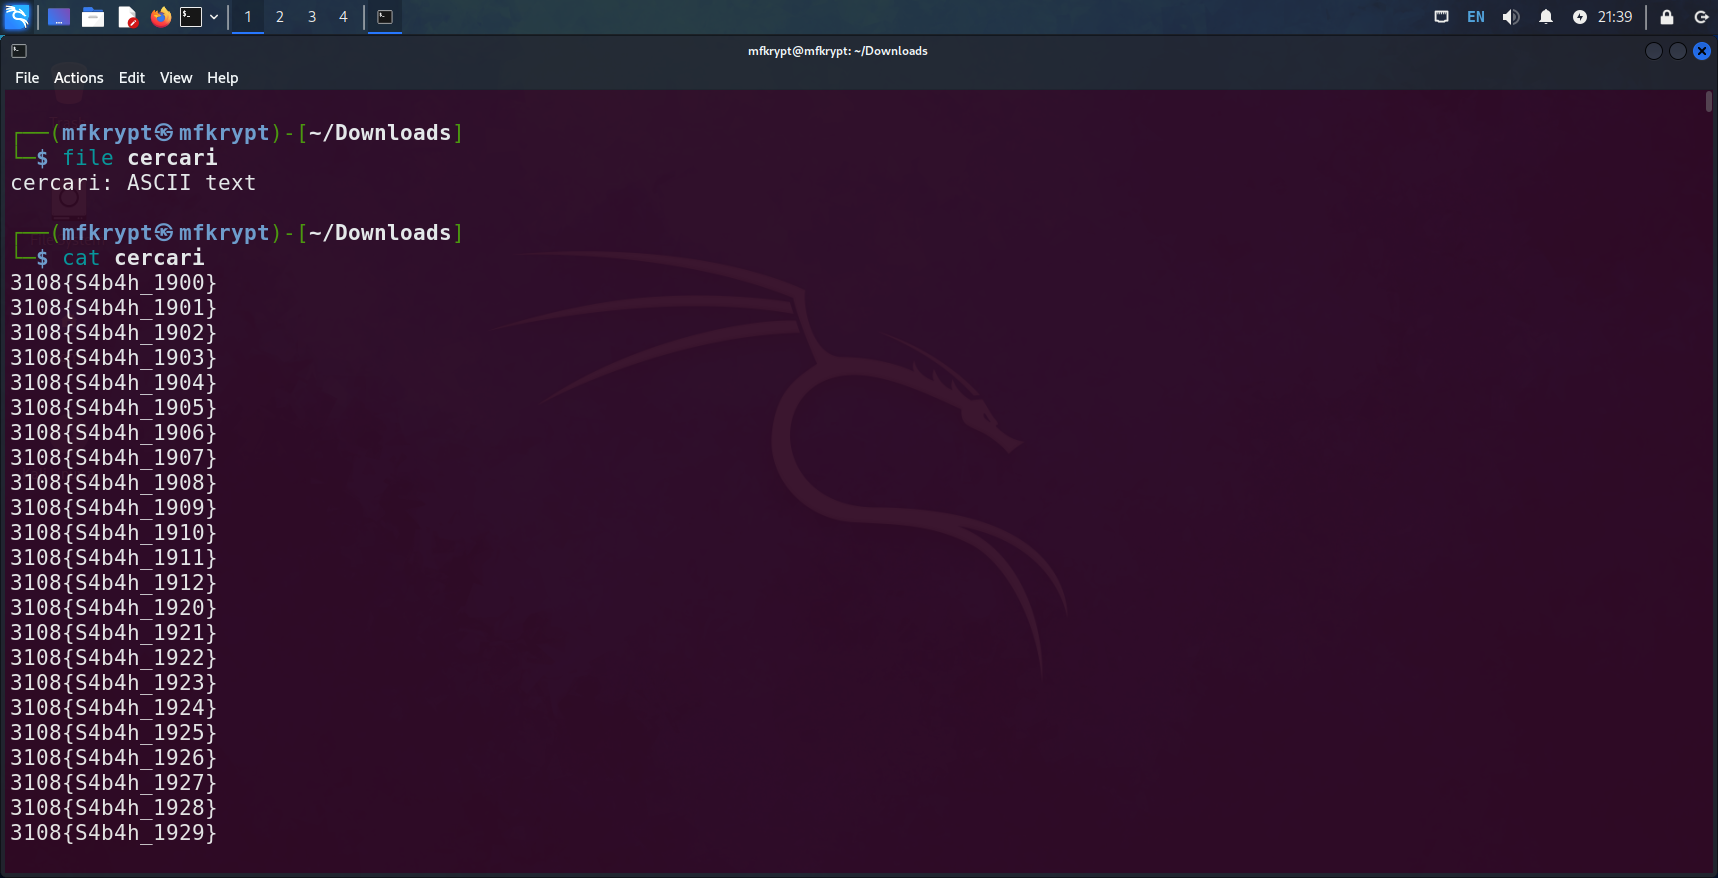 1 2 3 4 EN 21:39
mfkrypt@mfkrypt: ~/Downloads
File Actions Edit View Help
┌──(mfkrypt㉿mfkrypt)-[~/Downloads]
└─$ file cercari
cercari: ASCII text
┌──(mfkrypt㉿mfkrypt)-[~/Downloads]
└─$ cat cercari
3108{S4b4h_1900}
3108{S4b4h_1901}
3108{S4b4h_1902}
3108{S4b4h_1903}
3108{S4b4h_1904}
3108{S4b4h_1905}
3108{S4b4h_1906}
3108{S4b4h_1907}
3108{S4b4h_1908}
3108{S4b4h_1909}
3108{S4b4h_1910}
3108{S4b4h_1911}
3108{S4b4h_1912}
3108{S4b4h_1920}
3108{S4b4h_1921}
3108{S4b4h_1922}
3108{S4b4h_1923}
3108{S4b4h_1924}
3108{S4b4h_1925}
3108{S4b4h_1926}
3108{S4b4h_1927}
3108{S4b4h_1928}
3108{S4b4h_1929}